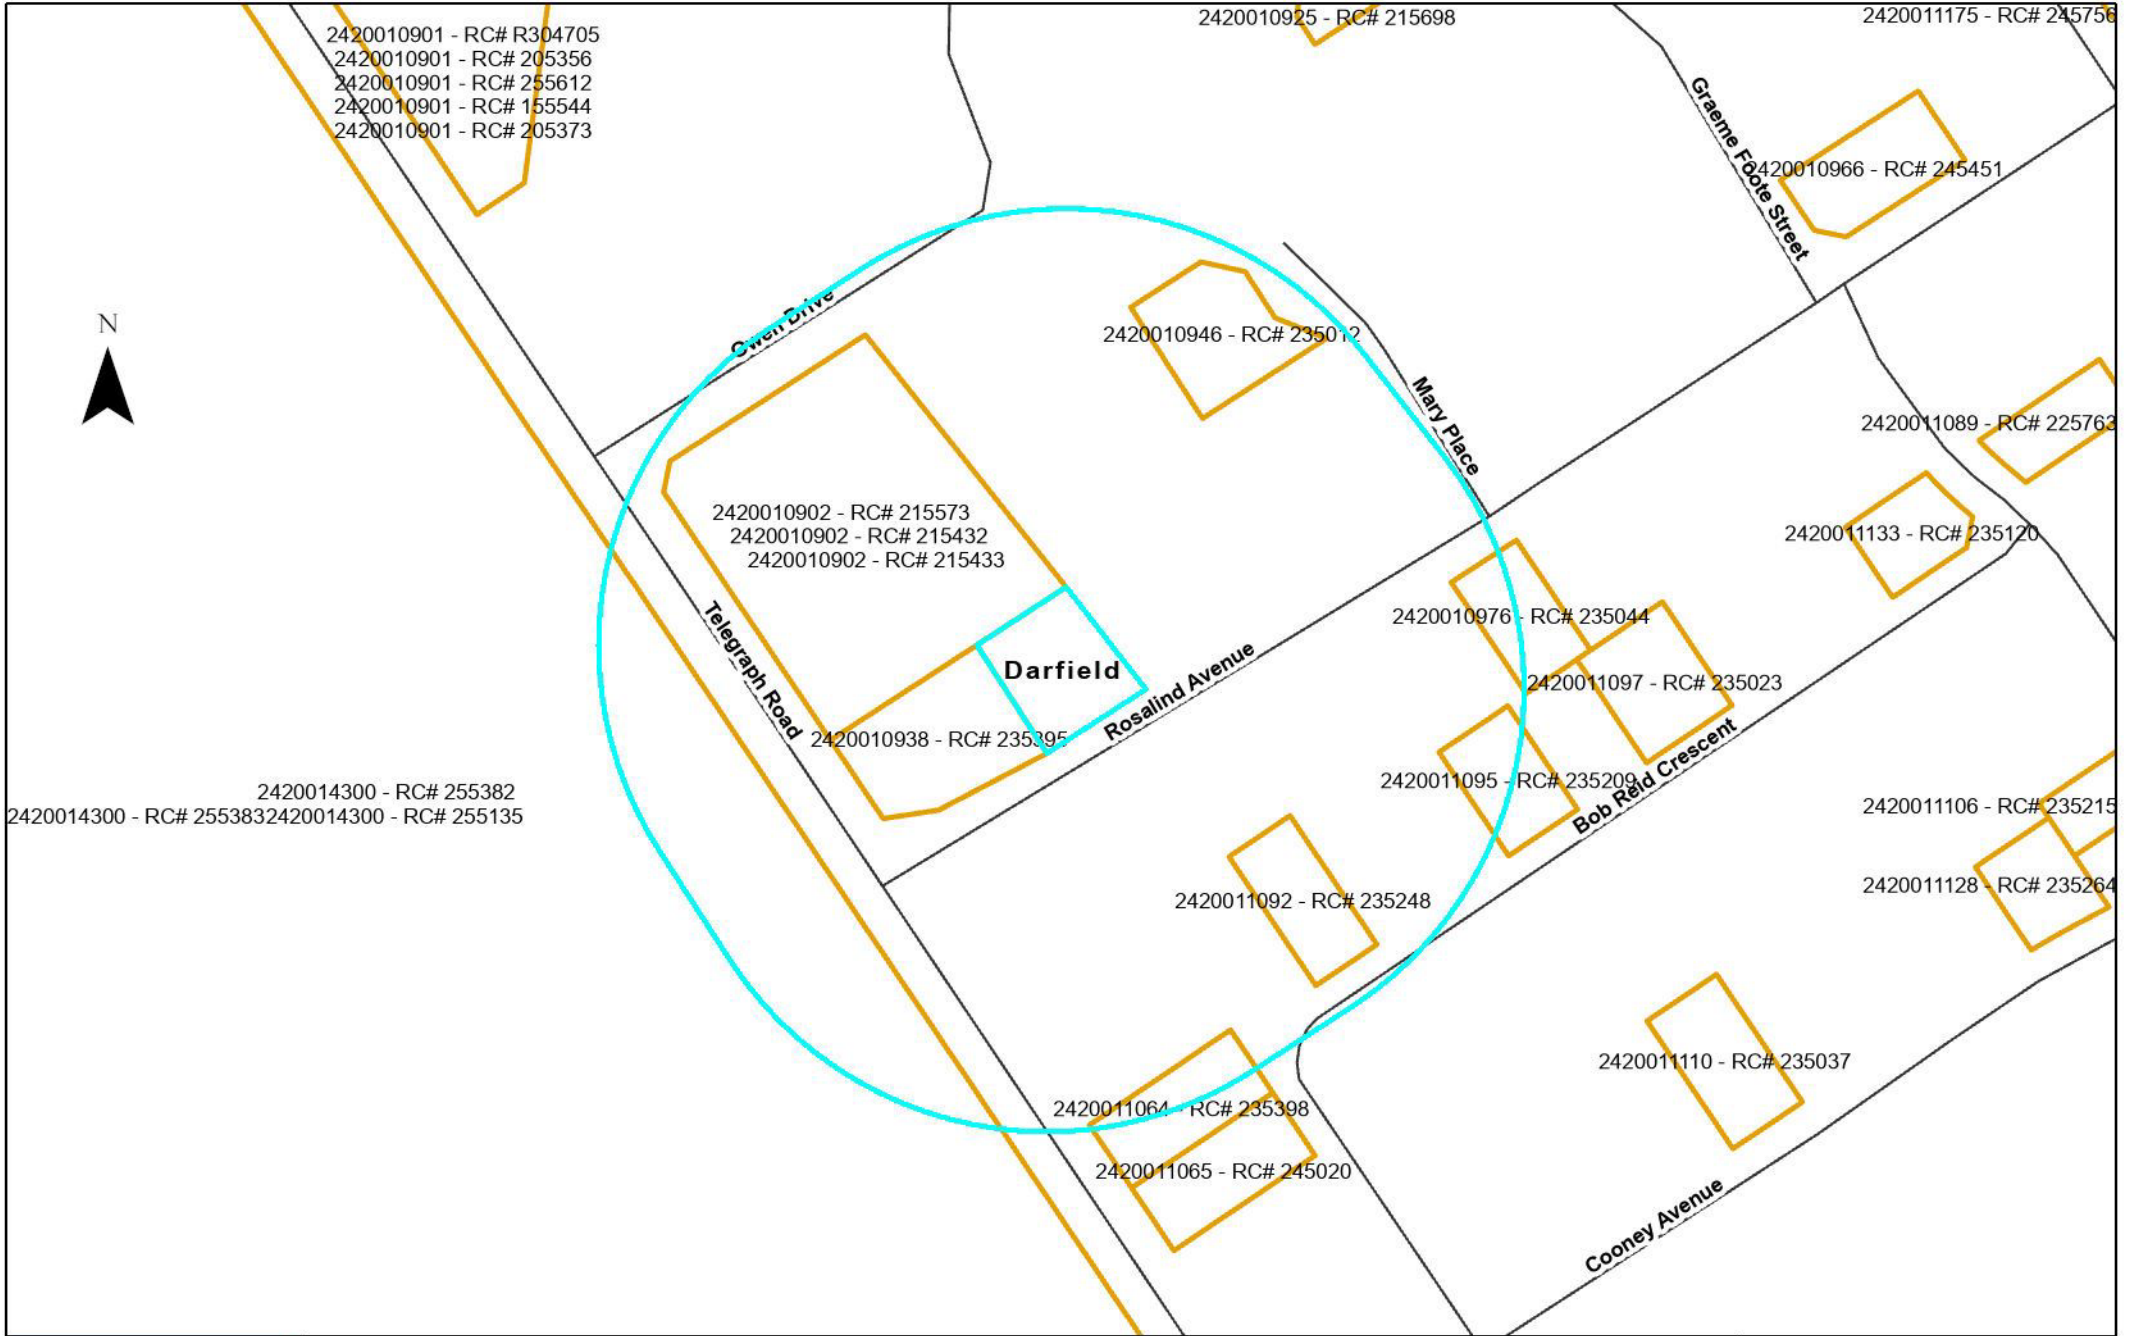 2420010925 - RC# 215698
2420011175 - RC# 245756
2420010901 - RC# R304705
2420010901 - RC# 205356
2420010901 - RC# 255612
2420010901 - RC# 155544
2420010901 - RC# 205373
Graeme Foote Street
2420010966 - RC# 245451
N
Owen Drive
2420010946 - RC# 235012
Mary Place
2420011089 - RC# 225763
2420010902 - RC# 215573
2420010902 - RC# 215432
2420010902 - RC# 215433
2420011133 - RC# 235120
2420010976 - RC# 235044
Telegraph Road
Darfield
Rosalind Avenue
2420011097 - RC# 235023
2420010938 - RC# 235395
2420011095 - RC# 235209
Bob Reid Crescent
2420014300 - RC# 255382
2420014300 - RC# 255383
2420014300 - RC# 255135
2420011106 - RC# 235215
2420011128 - RC# 235264
2420011092 - RC# 235248
2420011110 - RC# 235037
2420011064 - RC# 235398
2420011065 - RC# 245020
Cooney Avenue